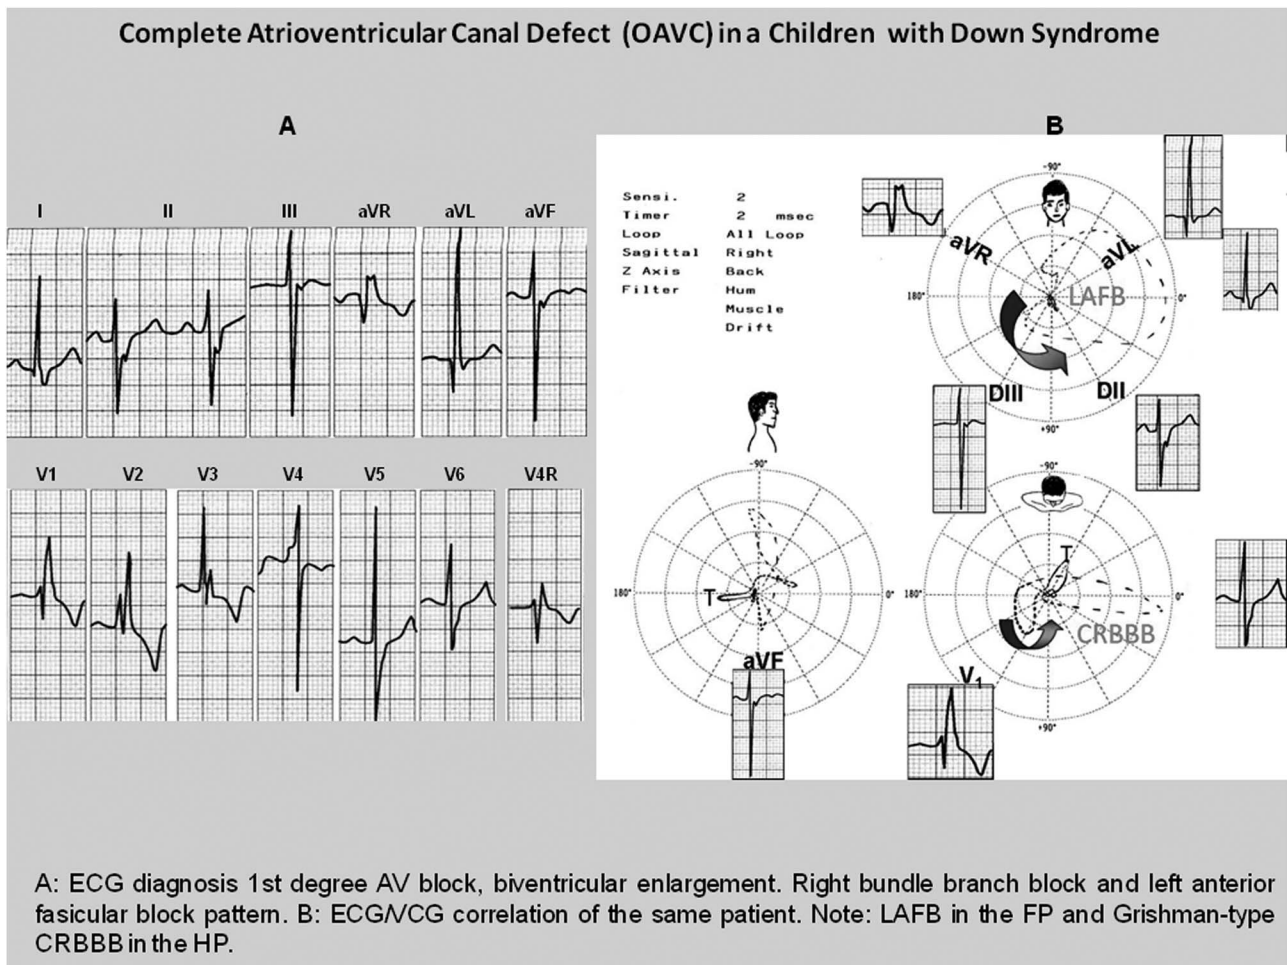 Complete Atrioventricular Canal Defect (OAVC) in a Children with Down Syndrome
A
I II III aVR aVL aVF
V1 V2 V3 V4 V5 V6 V4R
B
Sensi. 2
Timer 2 msec
Loop All Loop
Sagittal Right
Z Axis Back
Filter Hum
Muscle
Drift
-90°
aVR aVL
180° LAFB 0°
DIII DII
+90°
-90°
180° T 0°
aVF
-90°
T
0°
CRBBB
V1
+90°
A: ECG diagnosis 1st degree AV block, biventricular enlargement. Right bundle branch block and left anterior
fasicular block pattern. B: ECG/VCG correlation of the same patient. Note: LAFB in the FP and Grishman-type
CRBBB in the HP.